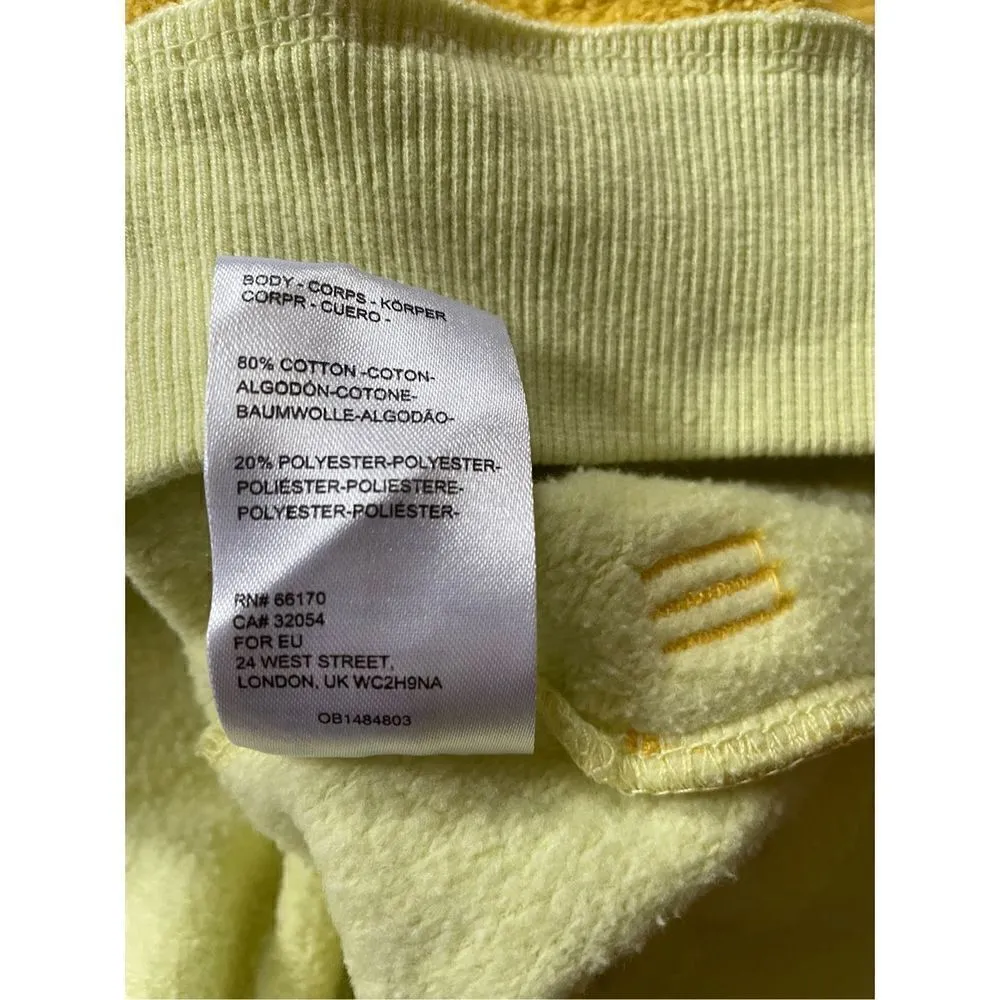 BODY - CORPS - KÖRPER
CORPR - CUERO -
80% COTTON -COTON-
ALGODÓN-COTONE-
BAUMWOLLE-ALGODÃO-
20% POLYESTER-POLYESTER-
POLIÉSTER-POLIESTERE-
POLYESTER-POLIÉSTER-
RN# 66170
CA# 32054
FOR EU
24 WEST STREET,
LONDON, UK WC2H9NA
OB1484803